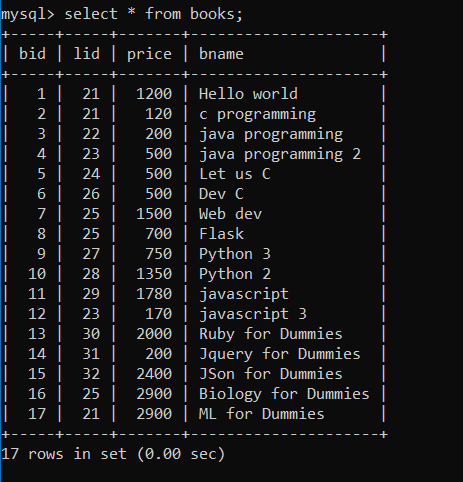 mysql> select * from books;
+-----+-----+-------+---------------------+
| bid | lid | price | bname               |
+-----+-----+-------+---------------------+
|   1 |  21 |  1200 | Hello world         |
|   2 |  21 |   120 | c programming       |
|   3 |  22 |   200 | java programming    |
|   4 |  23 |   500 | java programming 2  |
|   5 |  24 |   500 | Let us C            |
|   6 |  26 |   500 | Dev C               |
|   7 |  25 |  1500 | Web dev             |
|   8 |  25 |   700 | Flask               |
|   9 |  27 |   750 | Python 3            |
|  10 |  28 |  1350 | Python 2            |
|  11 |  29 |  1780 | javascript          |
|  12 |  23 |   170 | javascript 3        |
|  13 |  30 |  2000 | Ruby for Dummies    |
|  14 |  31 |   200 | Jquery for Dummies  |
|  15 |  32 |  2400 | JSon for Dummies    |
|  16 |  25 |  2900 | Biology for Dummies |
|  17 |  21 |  2900 | ML for Dummies      |
+-----+-----+-------+---------------------+
17 rows in set (0.00 sec)